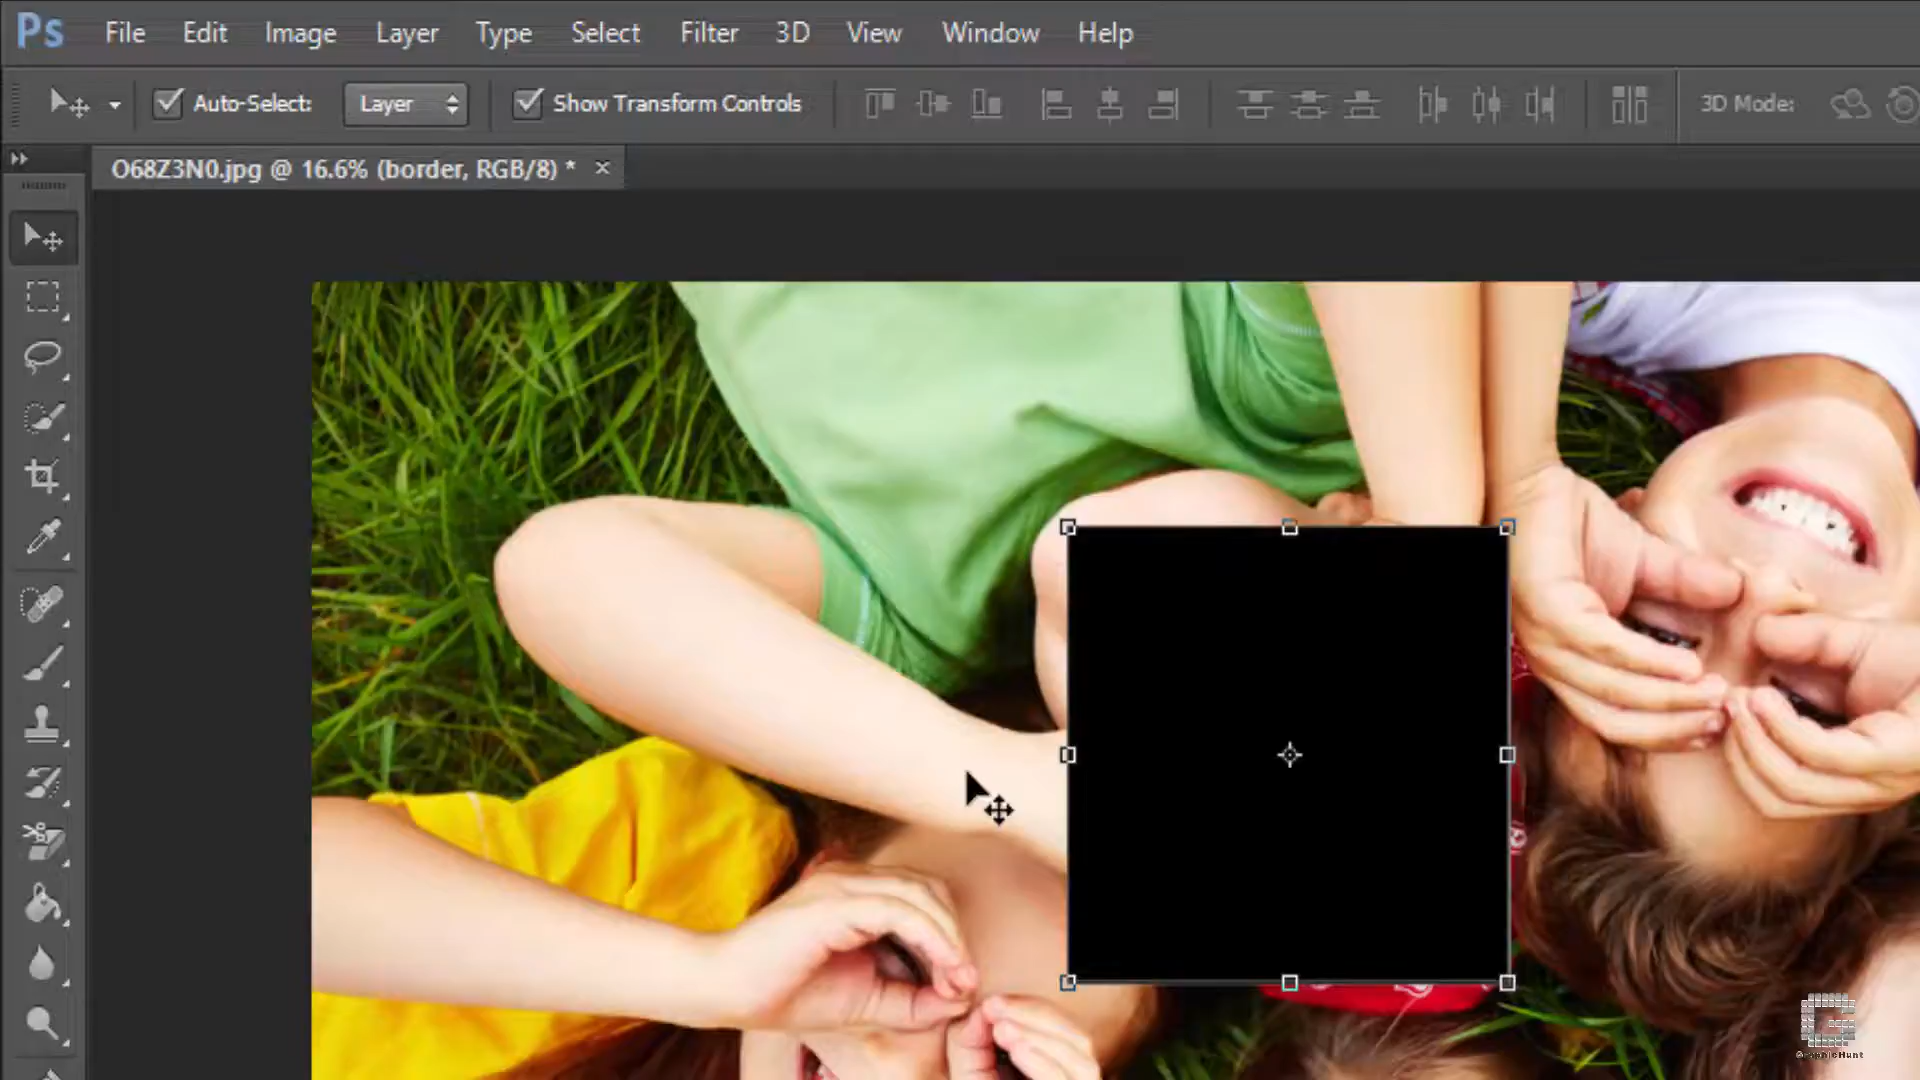 Ps File Edit Image Layer Type Select Filter 3D View Window Help
Auto-Select: Layer Show Transform Controls 3D Mode:
O68Z3N0.jpg @ 16.6% (border, RGB/8) * ×
GraphicHunt